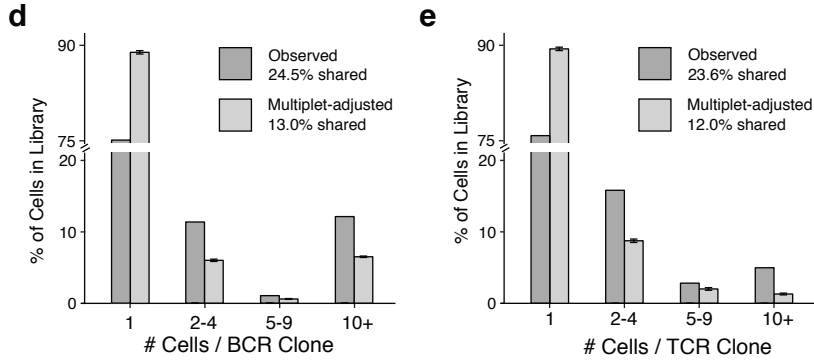 d
90
75
20
10
0
% of Cells in Library
Observed
24.5% shared
Multiplet-adjusted
13.0% shared
1
2-4
5-9
10+
# Cells / BCR Clone
e
90
75
20
10
0
% of Cells in Library
Observed
23.6% shared
Multiplet-adjusted
12.0% shared
1
2-4
5-9
10+
# Cells / TCR Clone